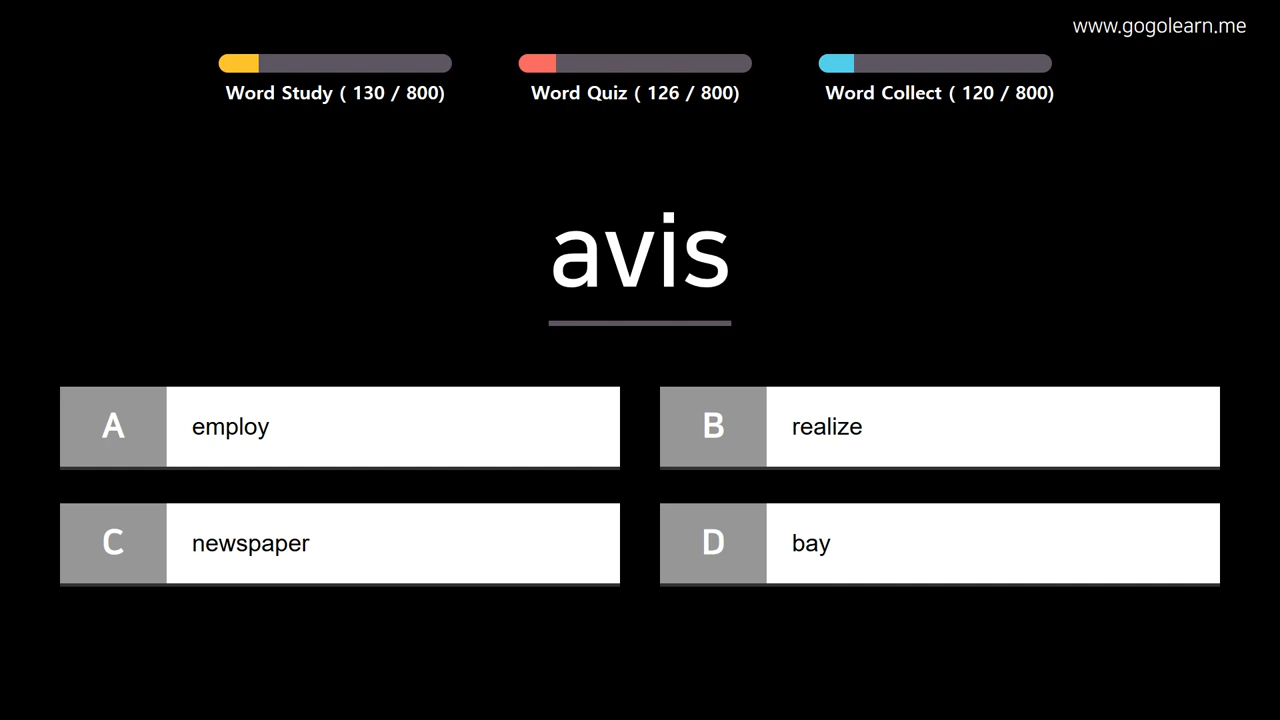 www.gogolearn.me
Word Study ( 130 / 800)
Word Quiz ( 126 / 800)
Word Collect ( 120 / 800)
avis
A employ
B realize
C newspaper
D bay